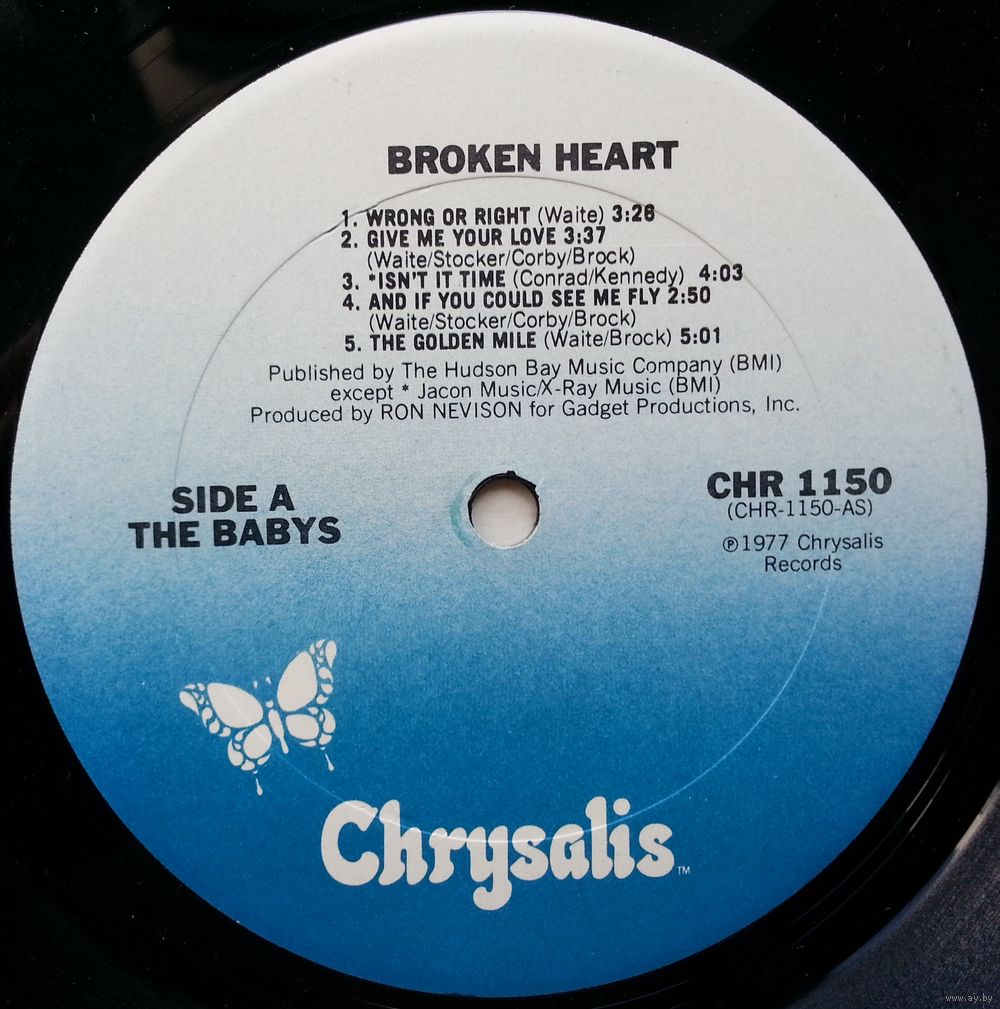 BROKEN HEART
1. WRONG OR RIGHT (Waite) 3:26
2. GIVE ME YOUR LOVE 3:37
(Waite/Stocker/Corby/Brock)
3. *ISN'T IT TIME (Conrad/Kennedy) 4:03
4. AND IF YOU COULD SEE ME FLY 2:50
(Waite/Stocker/Corby/Brock)
5. THE GOLDEN MILE (Waite/Brock) 5:01
Published by The Hudson Bay Music Company (BMI)
except * Jacon Music/X-Ray Music (BMI)
Produced by RON NEVISON for Gadget Productions, Inc.
SIDE A
THE BABYS
CHR 1150
(CHR-1150-AS)
℗1977 Chrysalis
Records
Chrysalis™
www.ay.by